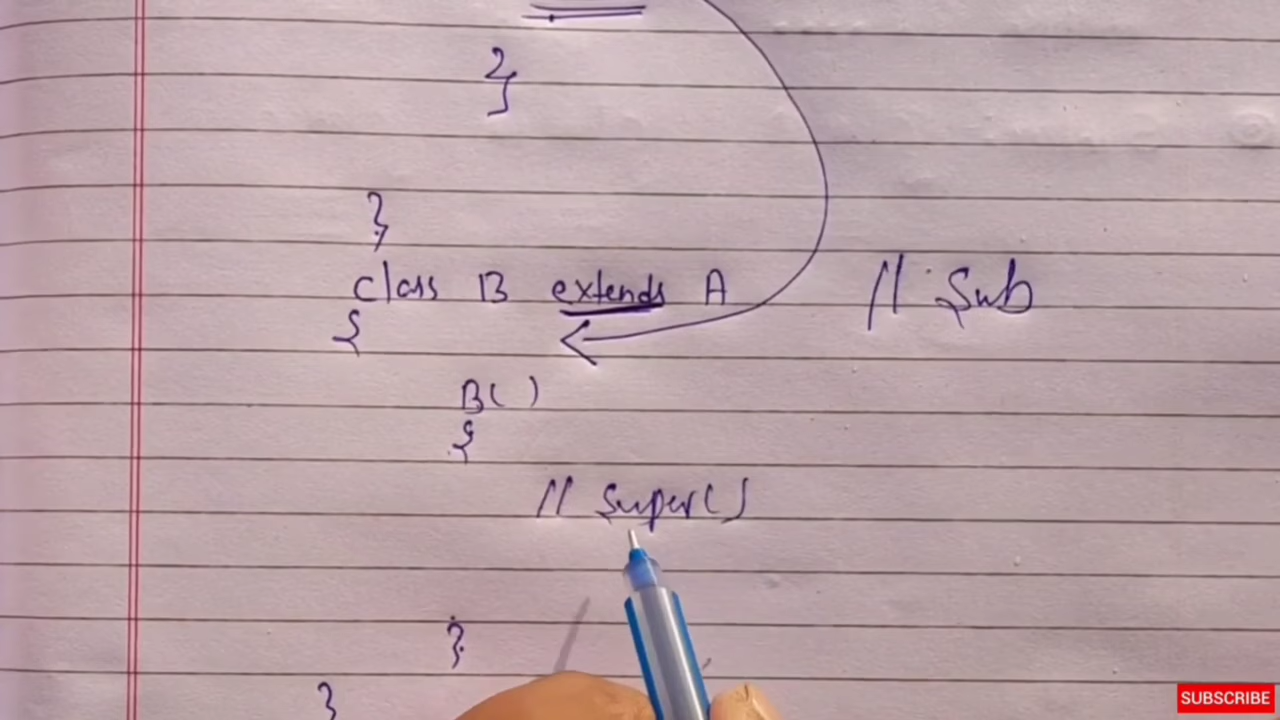 }
}
class B extends A // Sub
{
B( )
{
// Super()
}
}
SUBSCRIBE